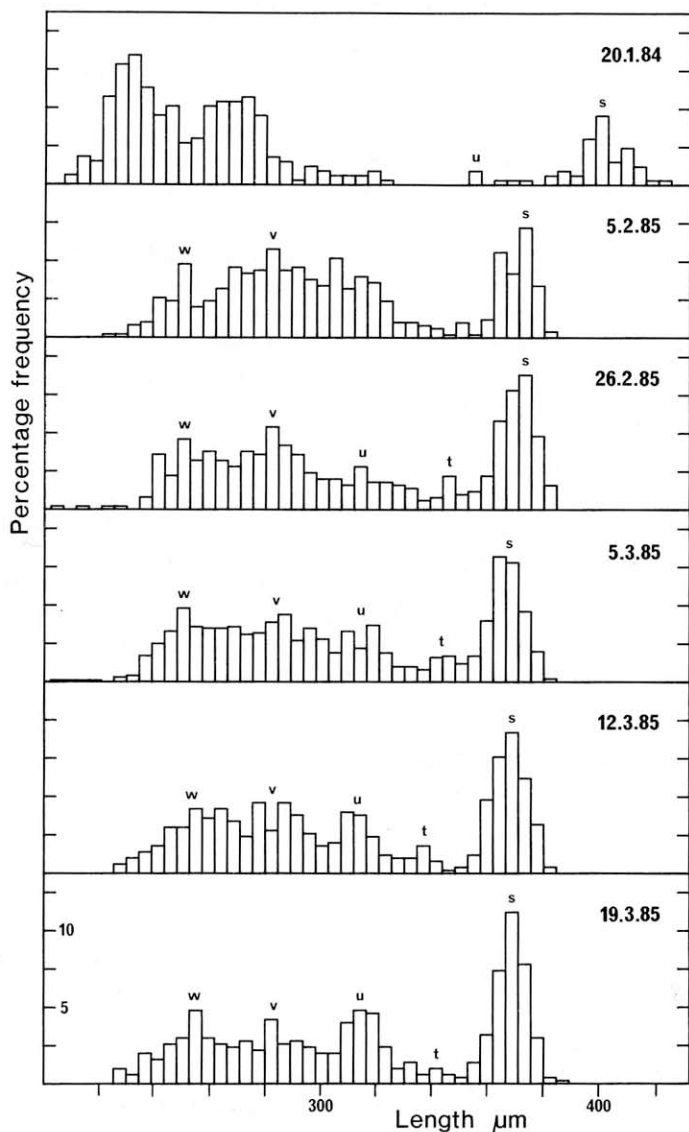 Percentage frequency
20.1.84
s
u
5.2.85
s
v
w
26.2.85
s
v
w
u
t
5.3.85
s
w
v
u
t
12.3.85
s
w
v
u
t
19.3.85
s
10
w
v
u
5
t
300
400
Length µm